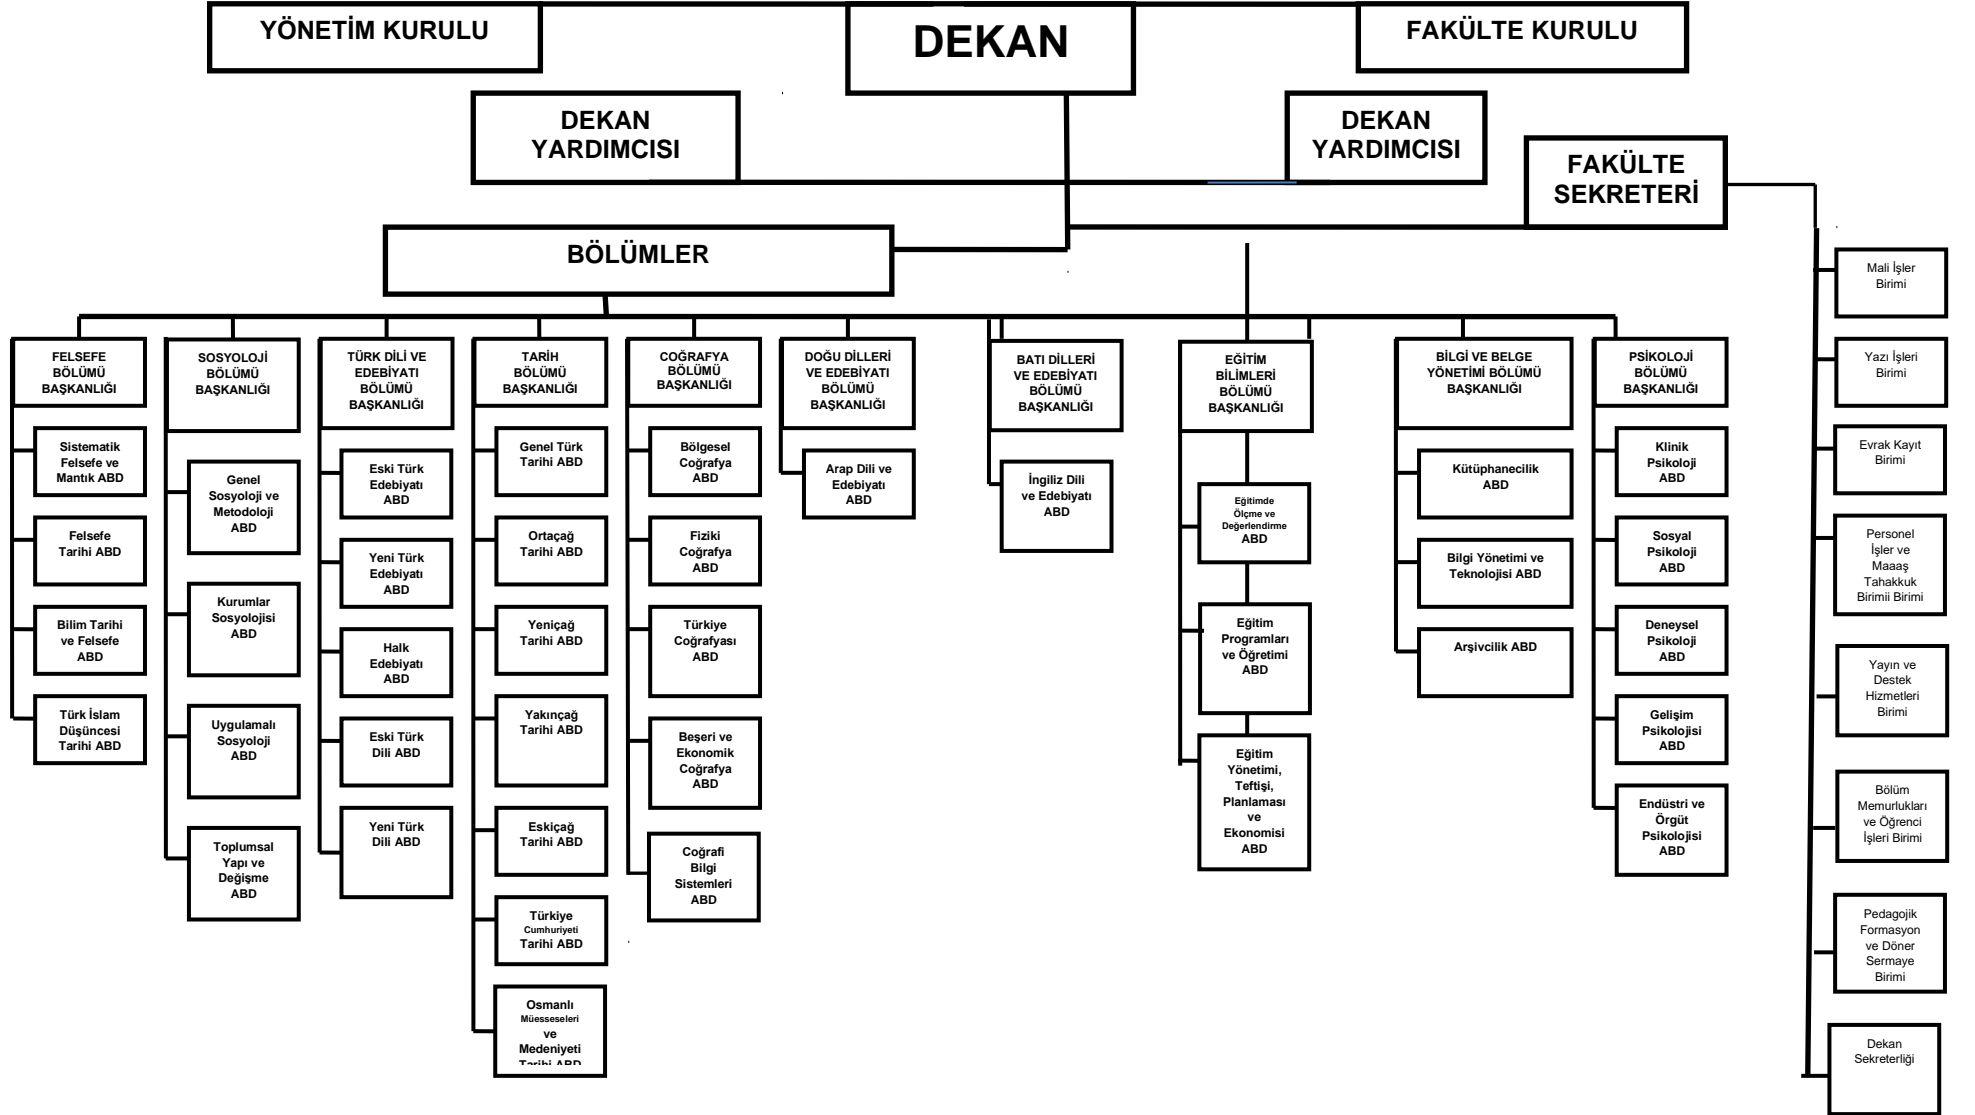 YÖNETİM KURULU
DEKAN
FAKÜLTE KURULU
DEKAN
YARDIMCISI
DEKAN
YARDIMCISI
FAKÜLTE
SEKRETERİ
BÖLÜMLER
FELSEFE
BÖLÜMÜ
BAŞKANLIĞI
Sistematik
Felsefe ve
Mantık ABD
Felsefe
Tarihi ABD
Bilim Tarihi
ve Felsefe
ABD
Türk İslam
Düşüncesi
Tarihi ABD
SOSYOLOJİ
BÖLÜMÜ
BAŞKANLIĞI
Genel
Sosyoloji ve
Metodoloji
ABD
Kurumlar
Sosyolojisi
ABD
Uygulamalı
Sosyoloji
ABD
Toplumsal
Yapı ve
Değişme
ABD
TÜRK DİLİ VE
EDEBİYATI
BÖLÜMÜ
BAŞKANLIĞI
Eski Türk
Edebiyatı
ABD
Yeni Türk
Edebiyatı
ABD
Halk
Edebiyatı
ABD
Eski Türk
Dili ABD
Yeni Türk
Dili ABD
TARİH
BÖLÜMÜ
BAŞKANLIĞI
Genel Türk
Tarihi ABD
Ortaçağ
Tarihi ABD
Yeniçağ
Tarihi ABD
Yakınçağ
Tarihi ABD
Eskiçağ
Tarihi ABD
Türkiye
Cumhuriyeti
Tarihi ABD
Osmanlı
Müesseseleri
ve
Medeniyeti
Tarihi ABD
COĞRAFYA
BÖLÜMÜ
BAŞKANLIĞI
Bölgesel
Coğrafya
ABD
Fiziki
Coğrafya
ABD
Türkiye
Coğrafyası
ABD
Beşeri ve
Ekonomik
Coğrafya
ABD
Coğrafi
Bilgi
Sistemleri
ABD
DOĞU DİLLERİ
VE EDEBİYATI
BÖLÜMÜ
BAŞKANLIĞI
Arap Dili ve
Edebiyatı
ABD
BATI DİLLERİ
VE EDEBİYATI
BÖLÜMÜ
BAŞKANLIĞI
İngiliz Dili
ve Edebiyatı
ABD
EĞİTİM
BİLİMLERİ
BÖLÜMÜ
BAŞKANLIĞI
Eğitimde
Ölçme ve
Değerlendirme
ABD
Eğitim
Programları
ve Öğretimi
ABD
Eğitim
Yönetimi,
Teftişi,
Planlaması
ve
Ekonomisi
ABD
BİLGİ VE BELGE
YÖNETİMİ BÖLÜMÜ
BAŞKANLIĞI
Kütüphanecilik
ABD
Bilgi Yönetimi ve
Teknolojisi ABD
Arşivcilik ABD
PSİKOLOJİ
BÖLÜMÜ
BAŞKANLIĞI
Klinik
Psikoloji
ABD
Sosyal
Psikoloji
ABD
Deneysel
Psikoloji
ABD
Gelişim
Psikolojisi
ABD
Endüstri ve
Örgüt
Psikolojisi
ABD
Mali İşler
Birimi
Yazı İşleri
Birimi
Evrak Kayıt
Birimi
Personel
İşler ve
Maaaş
Tahakkuk
Birimii Birimi
Yayın ve
Destek
Hizmetleri
Birimi
Bölüm
Memurlukları
ve Öğrenci
İşleri Birimi
Pedagojik
Formasyon
ve Döner
Sermaye
Birimi
Dekan
Sekreterliği